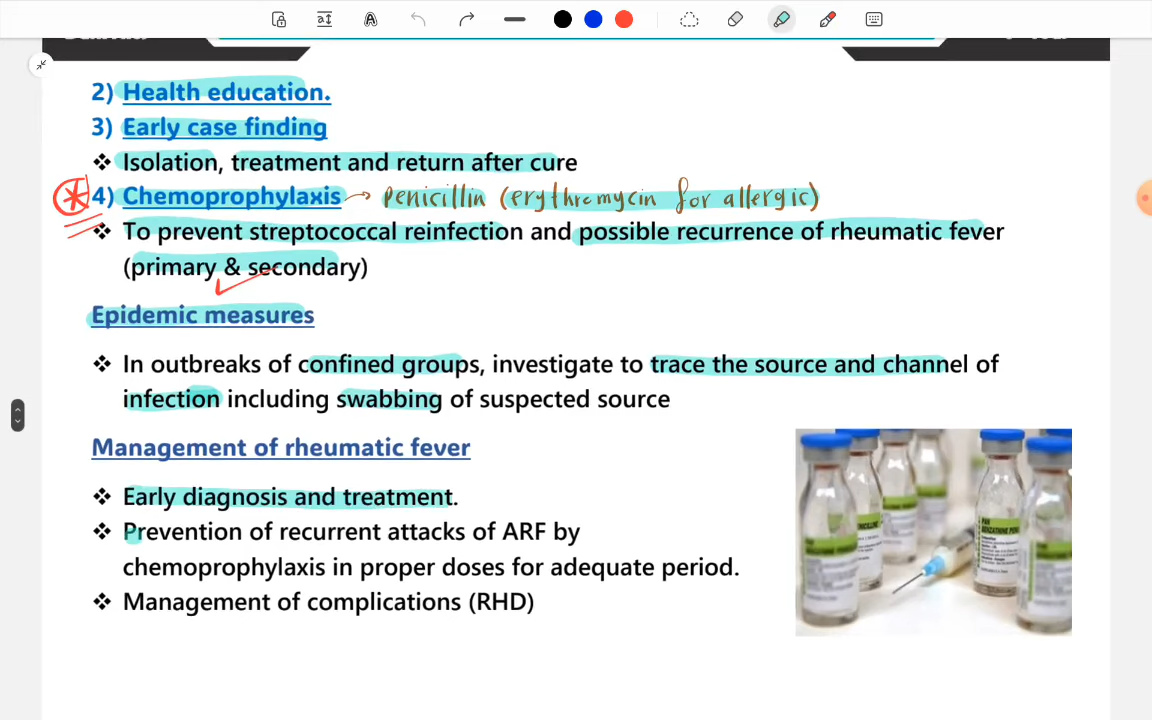 2) Health education.
3) Early case finding
❖ Isolation, treatment and return after cure
4) Chemoprophylaxis → penicillin (erythromycin for allergic)
❖ To prevent streptococcal reinfection and possible recurrence of rheumatic fever
(primary & secondary)
Epidemic measures
❖ In outbreaks of confined groups, investigate to trace the source and channel of
infection including swabbing of suspected source
Management of rheumatic fever
❖ Early diagnosis and treatment.
❖ Prevention of recurrent attacks of ARF by
chemoprophylaxis in proper doses for adequate period.
❖ Management of complications (RHD)